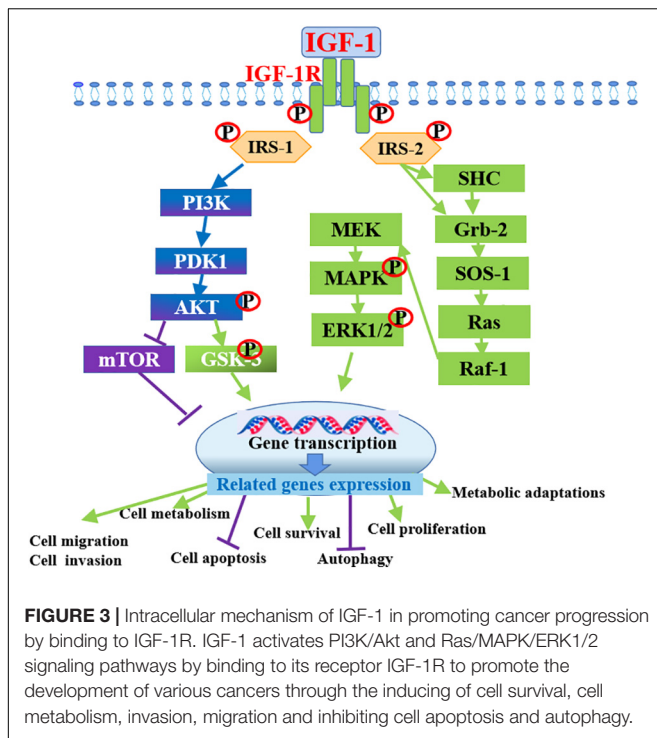 IGF-1
IGF-1R
P
P
P
IRS-1
IRS-2
P
SHC
PI3K
MEK
Grb-2
PDK1
MAPK
P
SOS-1
AKT
P
ERK1/2
P
Ras
mTOR
GSK-3
P
Raf-1
Gene transcription
Related genes expression
Metabolic adaptations
Cell metabolism
Cell survival
Cell proliferation
Cell migration
Cell invasion
Cell apoptosis
Autophagy
FIGURE 3 | Intracellular mechanism of IGF-1 in promoting cancer progression
by binding to IGF-1R. IGF-1 activates PI3K/Akt and Ras/MAPK/ERK1/2
signaling pathways by binding to its receptor IGF-1R to promote the
development of various cancers through the inducing of cell survival, cell
metabolism, invasion, migration and inhibiting cell apoptosis and autophagy.